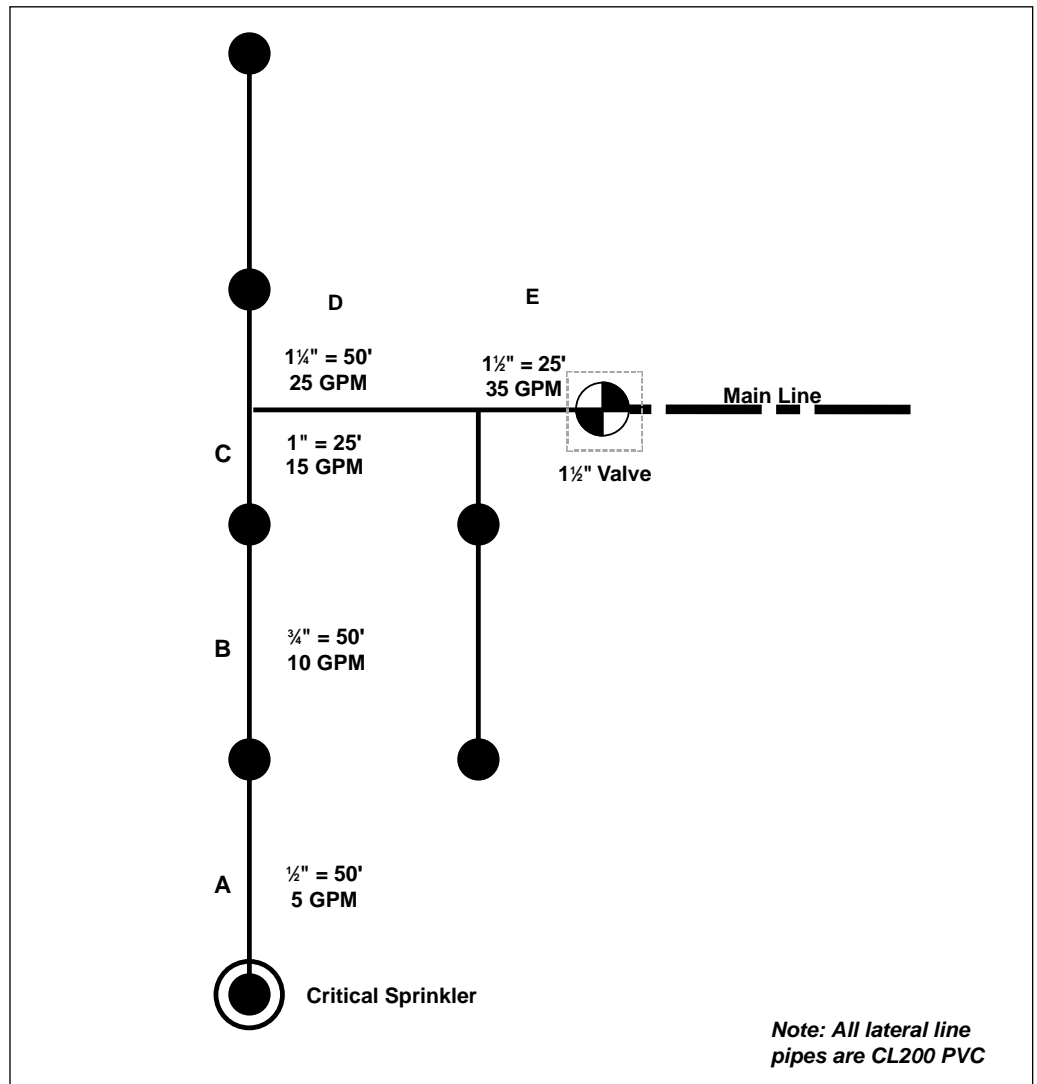 D
E
1¼" = 50'
25 GPM
1½" = 25'
35 GPM
Main Line
C
1" = 25'
15 GPM
1½" Valve
B
¾" = 50'
10 GPM
A
½" = 50'
5 GPM
Critical Sprinkler
Note: All lateral line
pipes are CL200 PVC